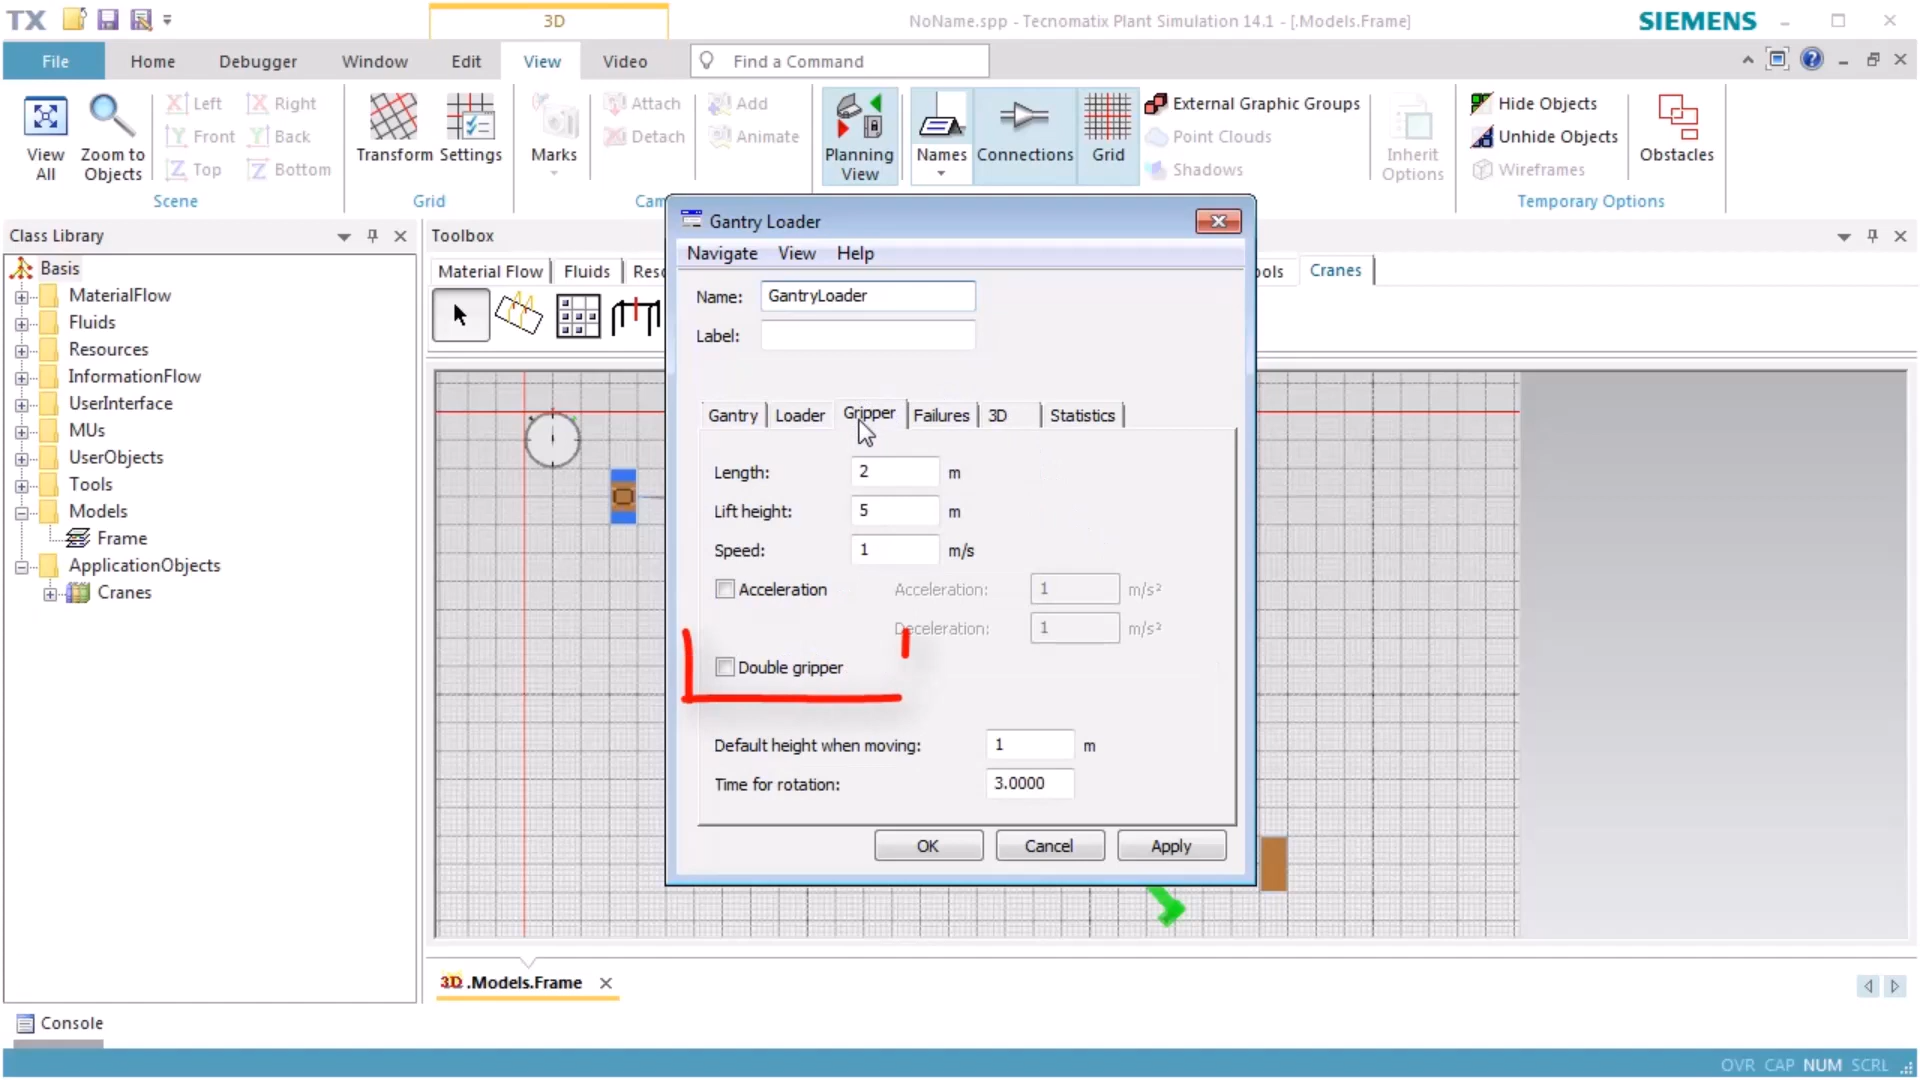 TX
3D
NoName.spp - Tecnomatix Plant Simulation 14.1 - [.Models.Frame]
SIEMENS
File Home Debugger Window Edit View Video Find a Command
Left Right
Attach
Add
External Graphic Groups
Hide Objects
Front Back
Detach
Animate
Point Clouds
Unhide Objects
Top Bottom
Shadows
Wireframes
View All
Zoom to Objects
Transform
Settings
Marks
Planning View
Names
Connections
Grid
Inherit Options
Obstacles
Scene
Grid
Cam
Temporary Options
Class Library
Basis
MaterialFlow
Fluids
Resources
InformationFlow
UserInterface
MUs
UserObjects
Tools
Models
Frame
ApplicationObjects
Cranes
Toolbox
Material Flow Fluids Reso ools Cranes
Gantry Loader
Navigate View Help
Name: GantryLoader
Label:
Gantry Loader Gripper Failures 3D Statistics
Length: 2 m
Lift height: 5 m
Speed: 1 m/s
Acceleration Acceleration: 1 m/s²
Deceleration: 1 m/s²
Double gripper
Default height when moving: 1 m
Time for rotation: 3.0000
OK Cancel Apply
3D .Models.Frame
Console
OVR CAP NUM SCRL